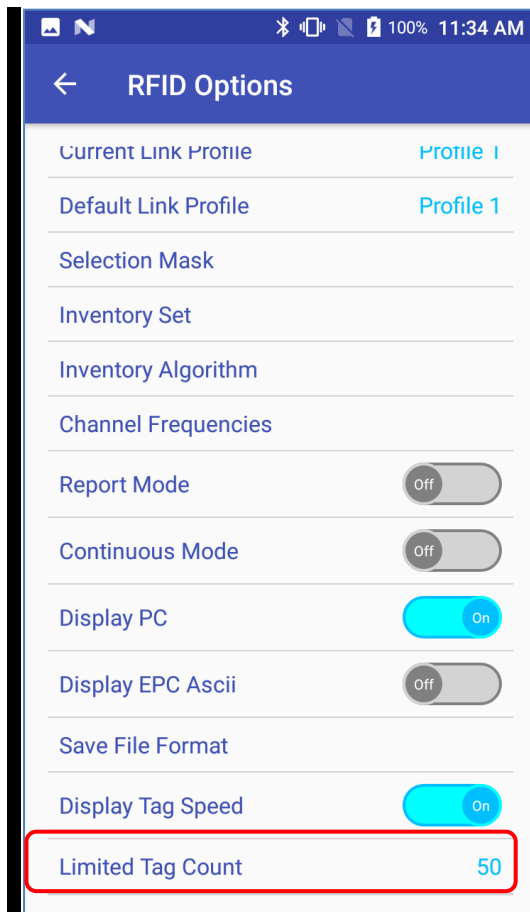 100% 11:34 AM
RFID Options
Current Link Profile Profile 1
Default Link Profile Profile 1
Selection Mask
Inventory Set
Inventory Algorithm
Channel Frequencies
Report Mode Off
Continuous Mode Off
Display PC On
Display EPC Ascii Off
Save File Format
Display Tag Speed On
Limited Tag Count 50